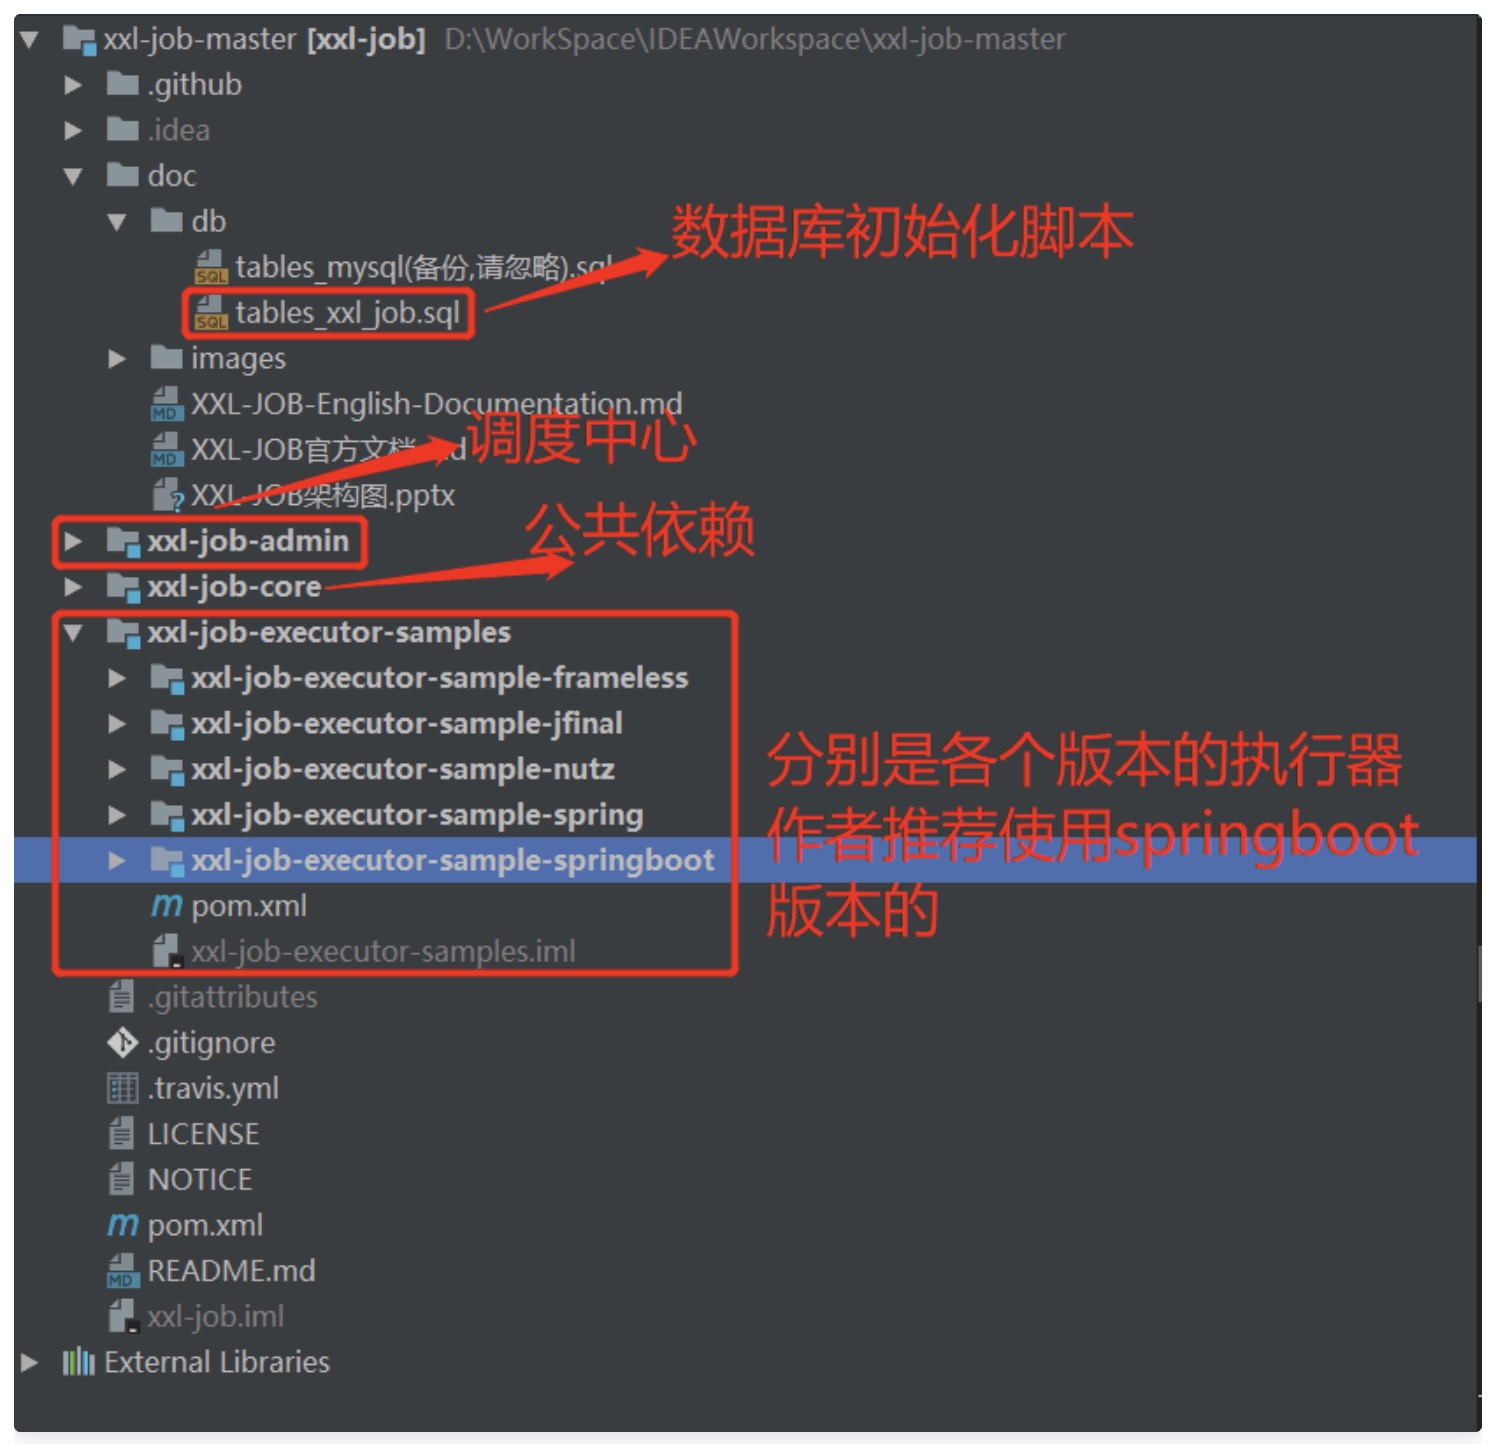 xxl-job-master [xxl-job] D:\WorkSpace\IDEAWorkspace\xxl-job-master
.github
.idea
doc
db
数据库初始化脚本
tables_mysql(备份,请忽略).sql
tables_xxl_job.sql
images
XXL-JOB-English-Documentation.md
调度中心
XXL-JOB官方文档.md
XXL-JOB架构图.pptx
公共依赖
xxl-job-admin
xxl-job-core
xxl-job-executor-samples
xxl-job-executor-sample-frameless
xxl-job-executor-sample-jfinal
xxl-job-executor-sample-nutz
xxl-job-executor-sample-spring
xxl-job-executor-sample-springboot
分别是各个版本的执行器
作者推荐使用springboot
版本的
pom.xml
xxl-job-executor-samples.iml
.gitattributes
.gitignore
.travis.yml
LICENSE
NOTICE
pom.xml
README.md
xxl-job.iml
External Libraries